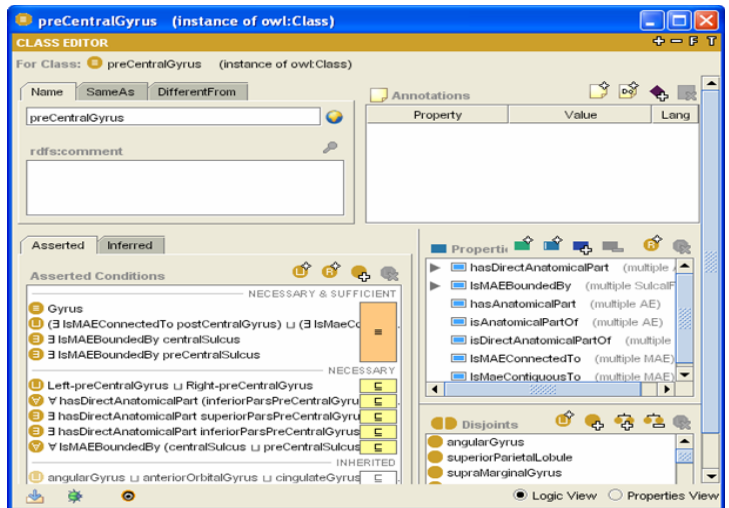 preCentralGyrus (instance of owl:Class)
CLASS EDITOR
F T
For Class: preCentralGyrus (instance of owl:Class)
Name SameAs DifferentFrom
preCentralGyrus
rdfs:comment
Annotations
Property Value Lang
Asserted Inferred
Asserted Conditions
NECESSARY & SUFFICIENT
Gyrus
(∃ IsMAEConnectedTo postCentralGyrus) ⊔ (∃ IsMaeCc
∃ IsMAEBoundedBy centralSulcus
∃ IsMAEBoundedBy preCentralSulcus
≡
NECESSARY
Left-preCentralGyrus ⊔ Right-preCentralGyrus ⊑
∀ hasDirectAnatomicalPart (inferiorParsPreCentralGyru ⊑
∃ hasDirectAnatomicalPart superiorParsPreCentralGyru ⊑
∃ hasDirectAnatomicalPart inferiorParsPreCentralGyru ⊑
∀ IsMAEBoundedBy (centralSulcus ⊔ preCentralSulcus ⊑
INHERITED
angularGyrus ⊔ anteriorOrbitalGyrus ⊔ cingulateGyrus ⊑
Properti
hasDirectAnatomicalPart (multiple
IsMAEBoundedBy (multiple SulcalF
hasAnatomicalPart (multiple AE)
isAnatomicalPartOf (multiple AE)
isDirectAnatomicalPartOf (multiple
IsMAEConnectedTo (multiple MAE)
IsMaeContiguousTo (multiple MAE)
Disjoints
angularGyrus
superiorParietalLobule
supraMarginalGyrus
Logic View Properties View